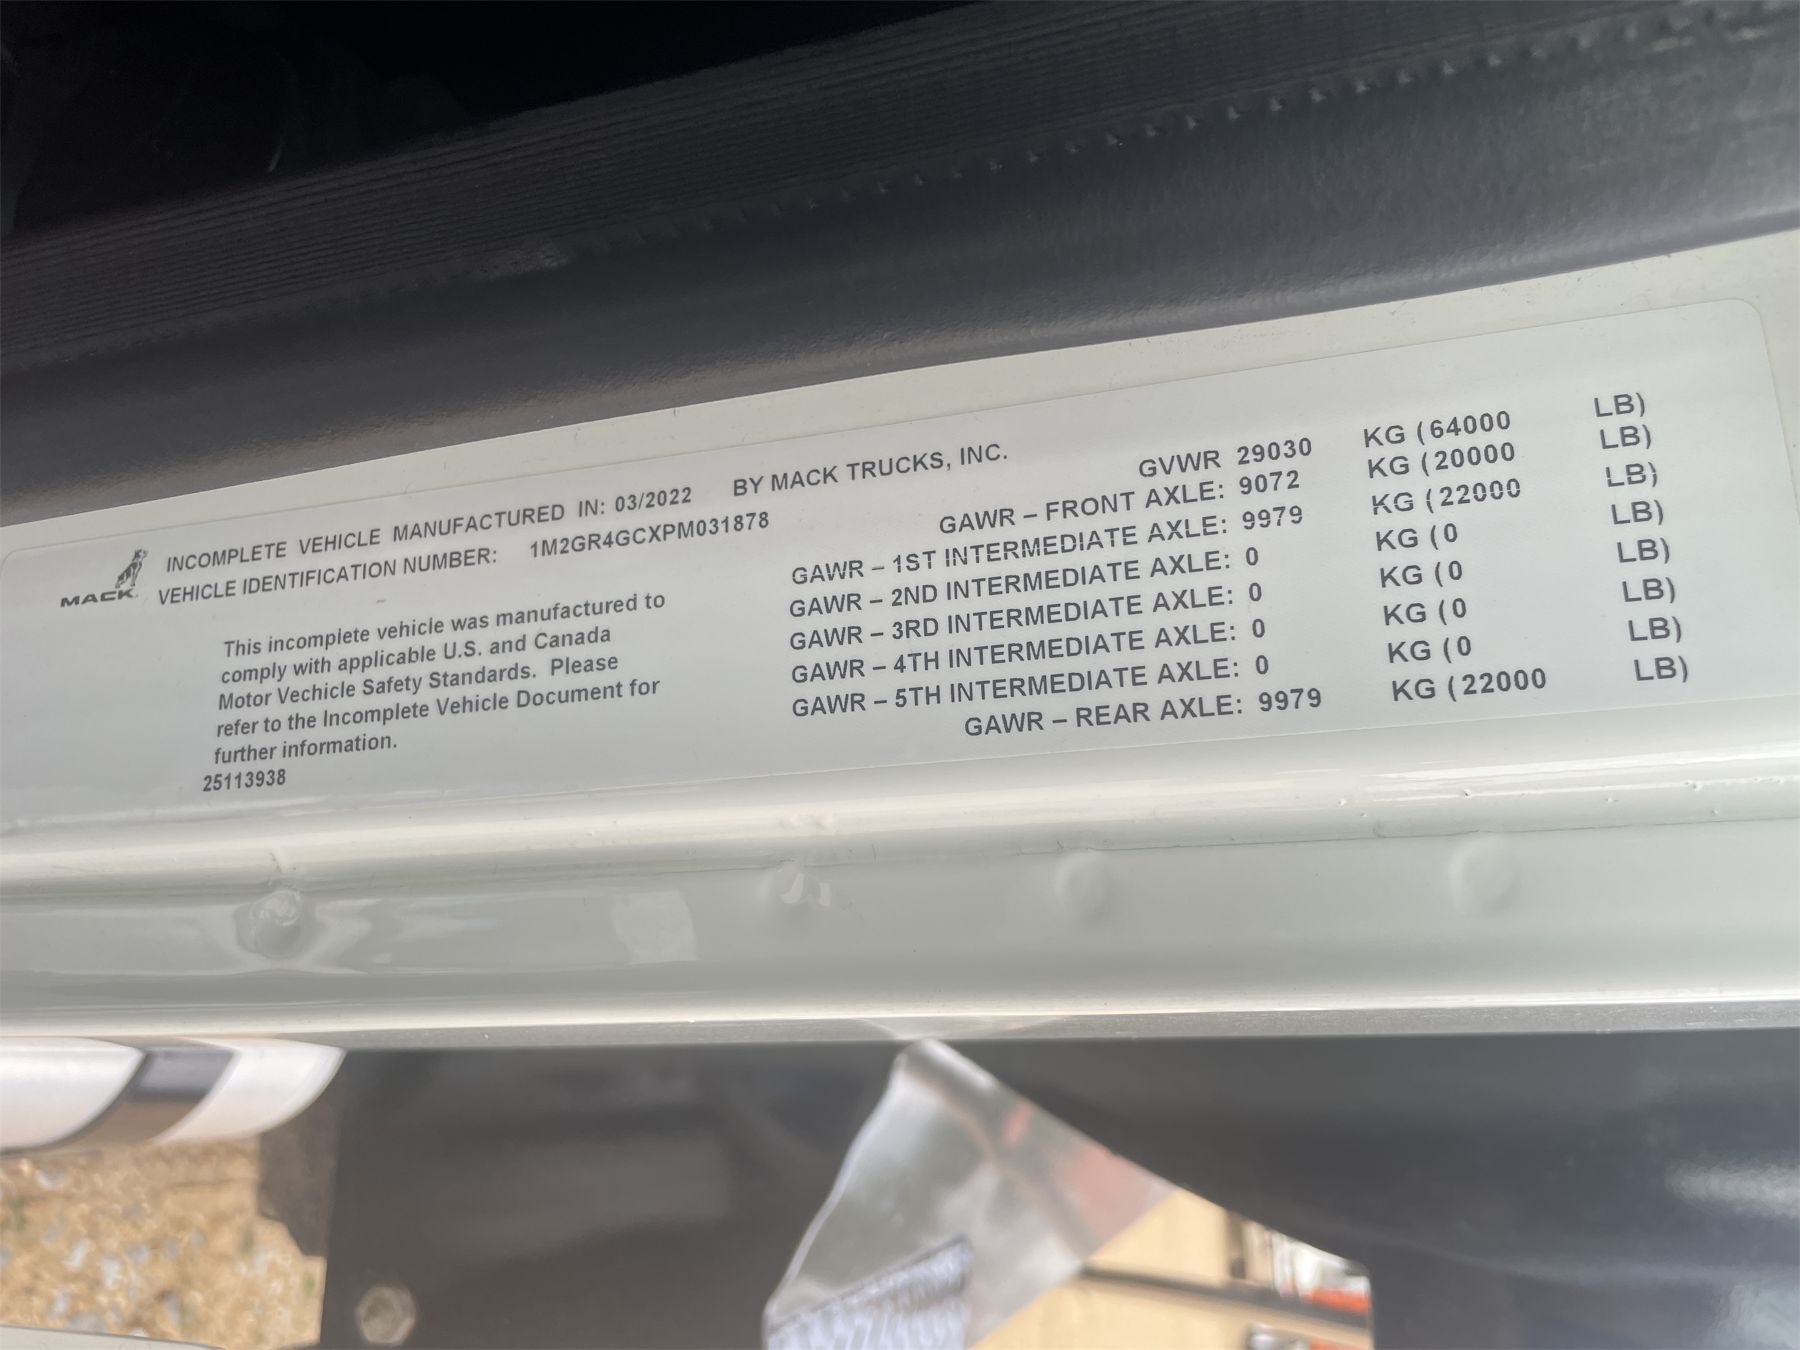 MACK
INCOMPLETE VEHICLE MANUFACTURED IN: 03/2022 BY MACK TRUCKS, INC.
VEHICLE IDENTIFICATION NUMBER: 1M2GR4GCXPM031878
This incomplete vehicle was manufactured to
comply with applicable U.S. and Canada
Motor Vechicle Safety Standards. Please
refer to the Incomplete Vehicle Document for
further information.
25113938
GVWR 29030 KG (64000 LB)
GAWR – FRONT AXLE: 9072 KG (20000 LB)
GAWR – 1ST INTERMEDIATE AXLE: 9979 KG (22000 LB)
GAWR – 2ND INTERMEDIATE AXLE: 0 KG (0 LB)
GAWR – 3RD INTERMEDIATE AXLE: 0 KG (0 LB)
GAWR – 4TH INTERMEDIATE AXLE: 0 KG (0 LB)
GAWR – 5TH INTERMEDIATE AXLE: 0 KG (0 LB)
GAWR – REAR AXLE: 9979 KG (22000 LB)